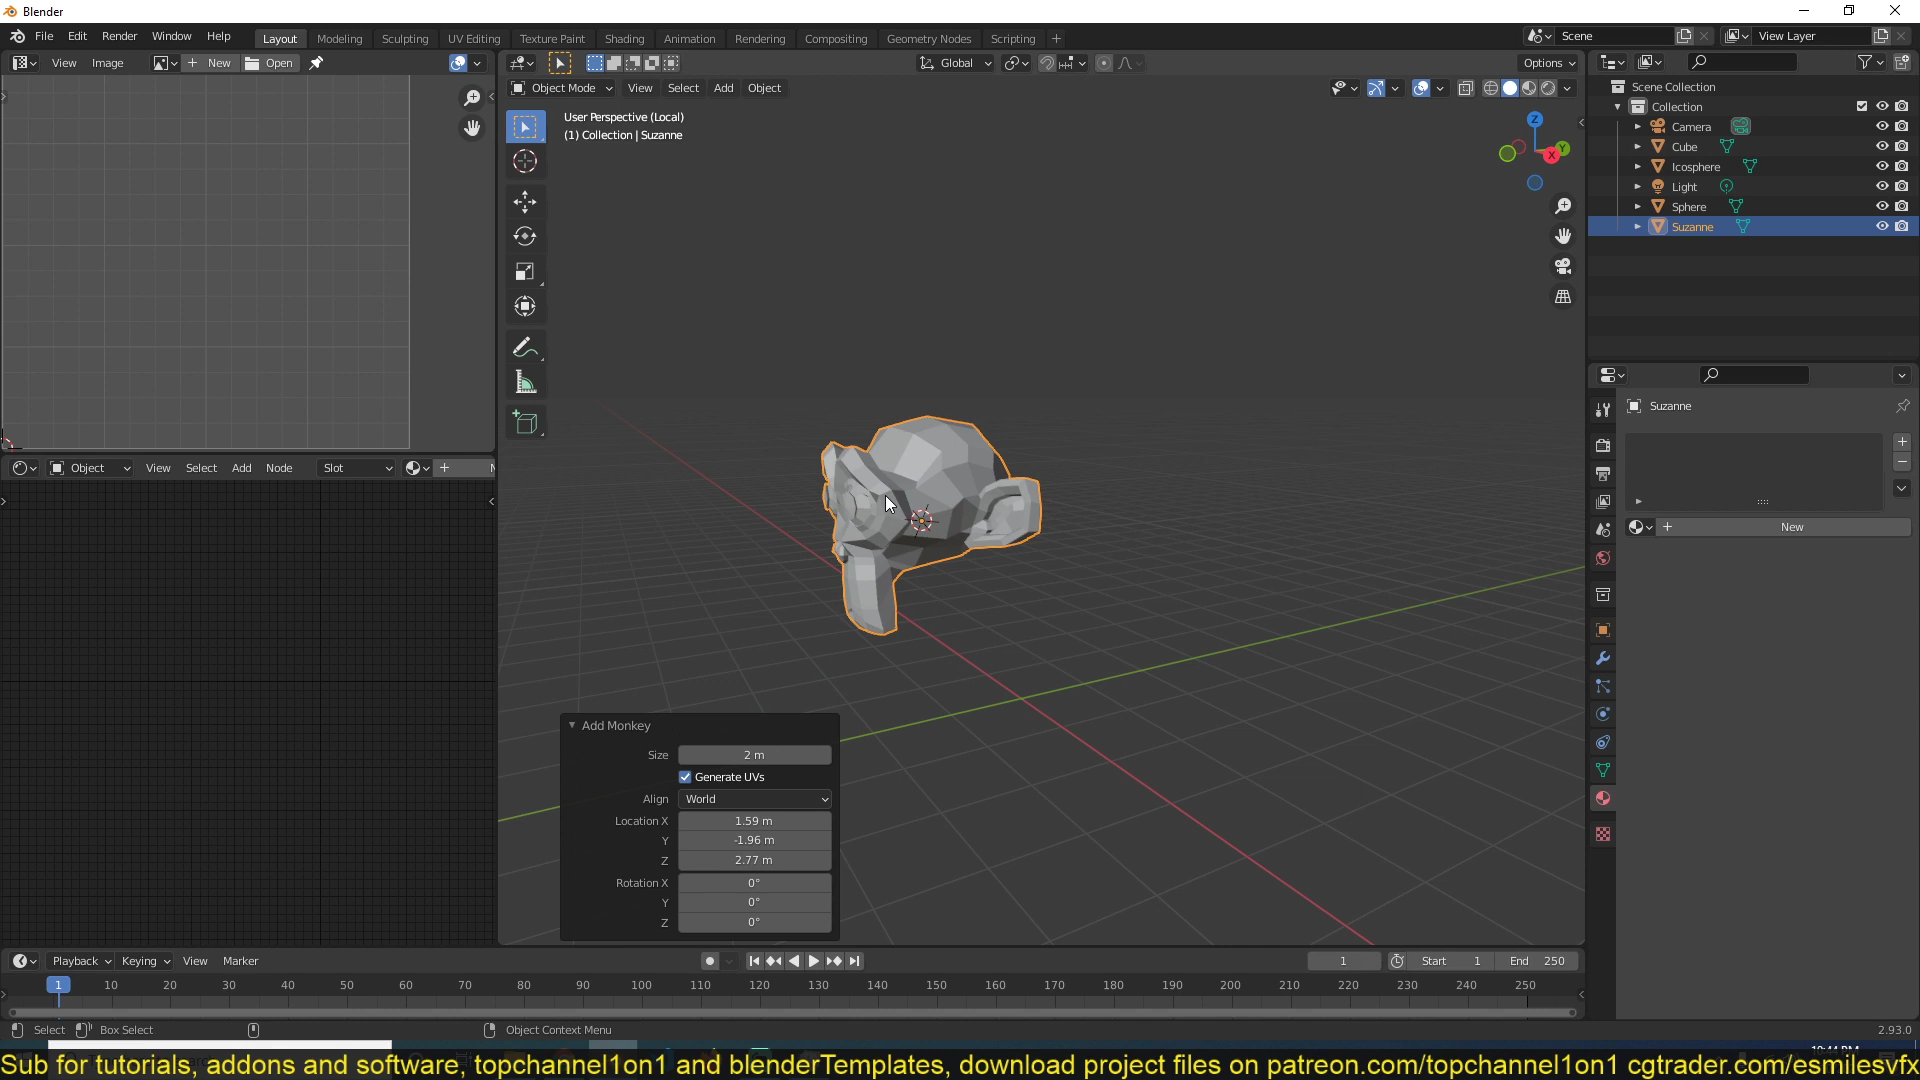 Blender
File Edit Render Window Help Layout Modeling Sculpting UV Editing Texture Paint Shading Animation Rendering Compositing Geometry Nodes Scripting + Scene View Layer
View Image + New Open Global Options
Object Mode View Select Add Object
User Perspective (Local)
(1) Collection | Suzanne
Z
Y
X
Scene Collection
Collection
Camera
Cube
Icosphere
Light
Sphere
Suzanne
Suzanne
+ New
Object View Select Add Node Slot +
Add Monkey
Size 2 m
Generate UVs
Align World
Location X 1.59 m
Y -1.96 m
Z 2.77 m
Rotation X 0°
Y 0°
Z 0°
Playback Keying View Marker 1 Start 1 End 250
1 10 20 30 40 50 60 70 80 90 100 110 120 130 140 150 160 170 180 190 200 210 220 230 240 250
Select Box Select Object Context Menu 2.93.0
Sub for tutorials, addons and software; topchannel1on1 and blenderTemplates, download project files on patreon.com/topchannel1on1 cgtrader.com/esmilesvfx